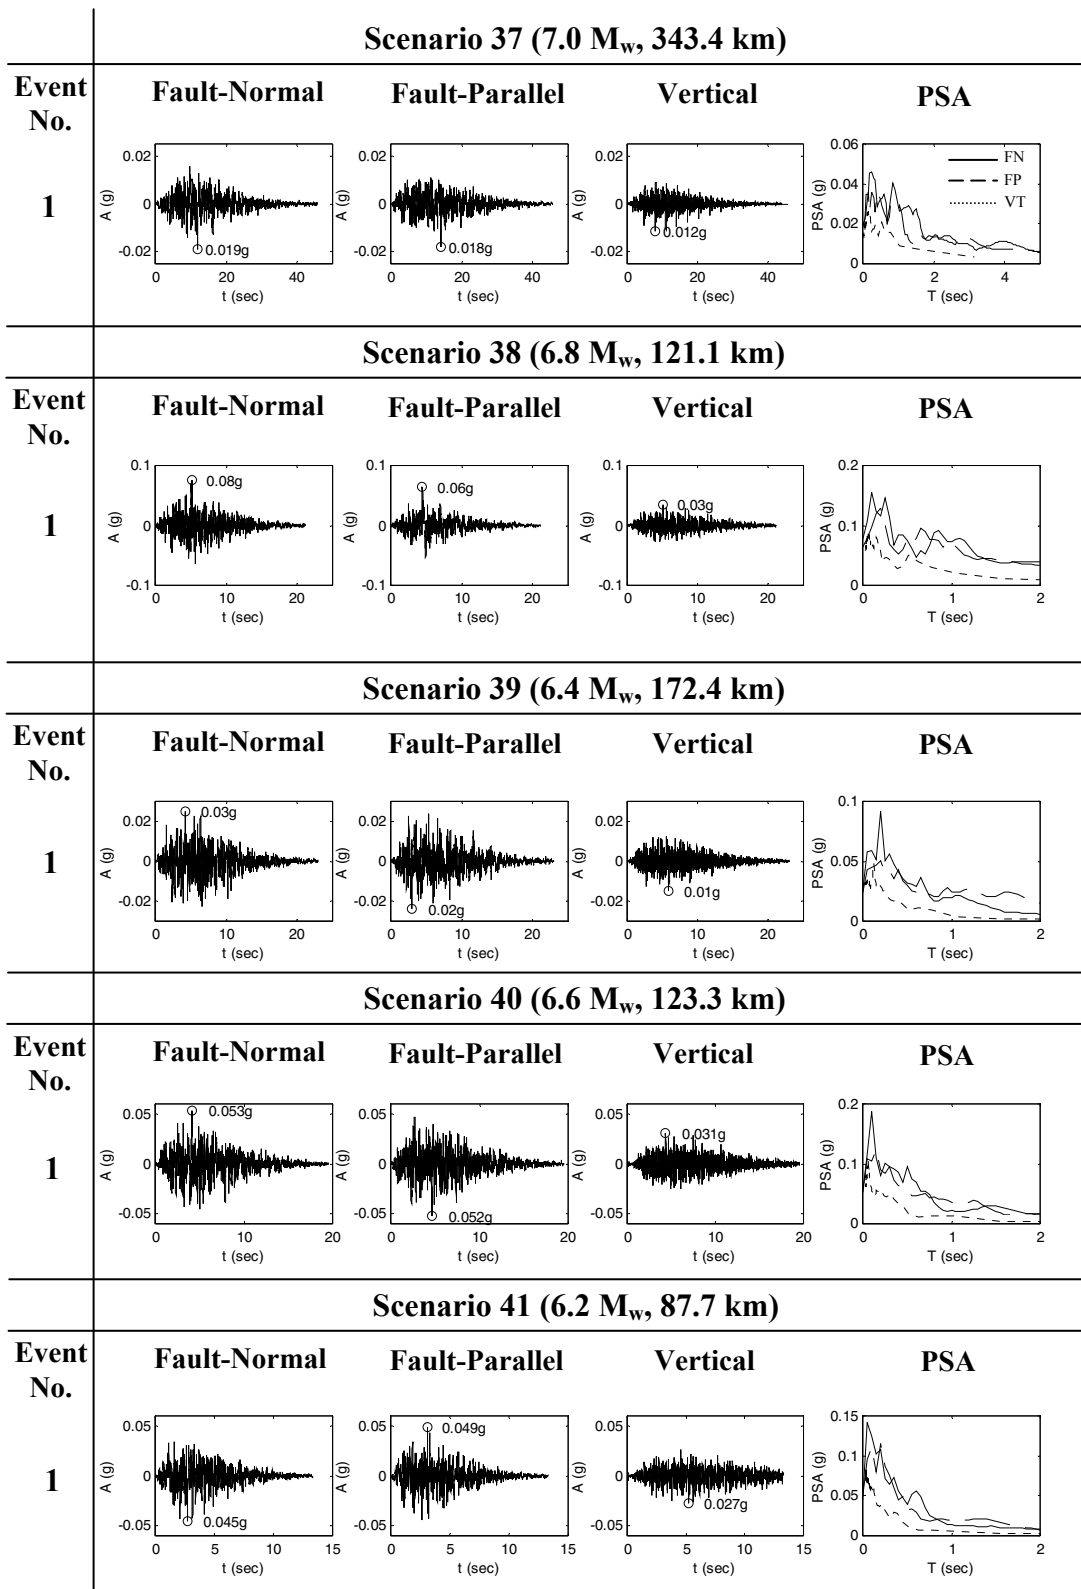 Scenario 37 (7.0 Mw, 343.4 km)
Event No.
Fault-Normal Fault-Parallel Vertical PSA
1
0.02 0 -0.02 A (g) 0.019g 0 20 40 t (sec)
0.02 0 -0.02 A (g) 0.018g 0 20 40 t (sec)
0.02 0 -0.02 A (g) 0.012g 0 20 40 t (sec)
0.06 0.04 0.02 0 PSA (g) FN FP VT 0 2 4 T (sec)
Scenario 38 (6.8 Mw, 121.1 km)
Event No.
Fault-Normal Fault-Parallel Vertical PSA
1
0.1 0 -0.1 A (g) 0.08g 0 10 20 t (sec)
0.1 0 -0.1 A (g) 0.06g 0 10 20 t (sec)
0.1 0 -0.1 A (g) 0.03g 0 10 20 t (sec)
0.2 0.1 0 PSA (g) 0 1 2 T (sec)
Scenario 39 (6.4 Mw, 172.4 km)
Event No.
Fault-Normal Fault-Parallel Vertical PSA
1
0.02 0 -0.02 A (g) 0.03g 0 10 20 t (sec)
0.02 0 -0.02 A (g) 0.02g 0 10 20 t (sec)
0.02 0 -0.02 A (g) 0.01g 0 10 20 t (sec)
0.1 0.05 0 PSA (g) 0 1 2 T (sec)
Scenario 40 (6.6 Mw, 123.3 km)
Event No.
Fault-Normal Fault-Parallel Vertical PSA
1
0.05 0 -0.05 A (g) 0.053g 0 5 10 15 20 t (sec)
0.05 0 -0.05 A (g) 0.052g 0 5 10 15 20 t (sec)
0.05 0 -0.05 A (g) 0.031g 0 5 10 15 20 t (sec)
0.2 0.1 0 PSA (g) 0 1 2 T (sec)
Scenario 41 (6.2 Mw, 87.7 km)
Event No.
Fault-Normal Fault-Parallel Vertical PSA
1
0.05 0 -0.05 A (g) 0.045g 0 5 10 15 t (sec)
0.05 0 -0.05 A (g) 0.049g 0 5 10 15 t (sec)
0.05 0 -0.05 A (g) 0.027g 0 5 10 15 t (sec)
0.15 0.1 0.05 0 PSA (g) 0 1 2 T (sec)